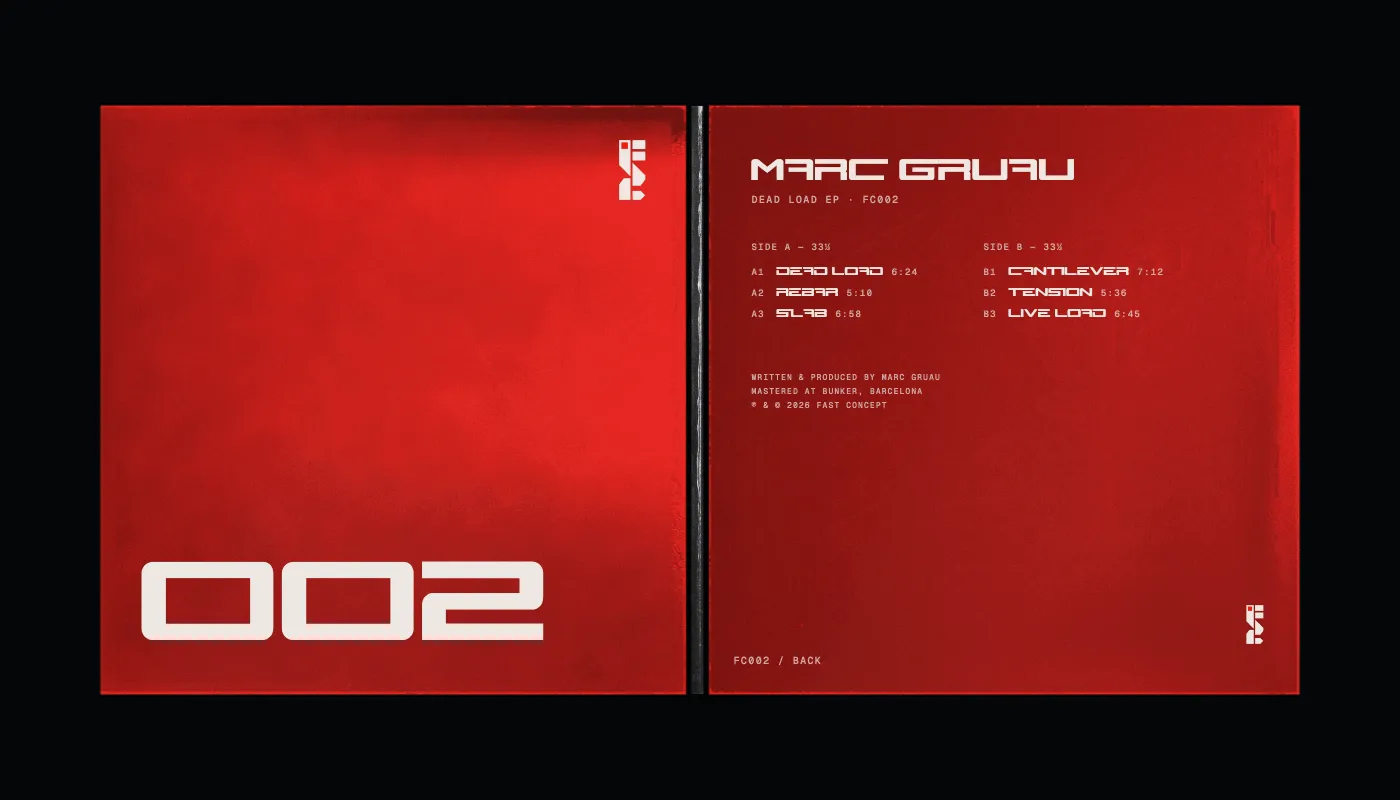 002
MARC GRUAU
DEAD LOAD EP · FC002
SIDE A — 33⅓
A1 DEAD LOAD 6:24
A2 REBAR 5:10
A3 SLAB 6:58
SIDE B — 33⅓
B1 CANTILEVER 7:12
B2 TENSION 5:36
B3 LIVE LOAD 6:45
WRITTEN & PRODUCED BY MARC GRUAU
MASTERED AT BUNKER, BARCELONA
℗ & © 2026 FAST CONCEPT
FC002 / BACK